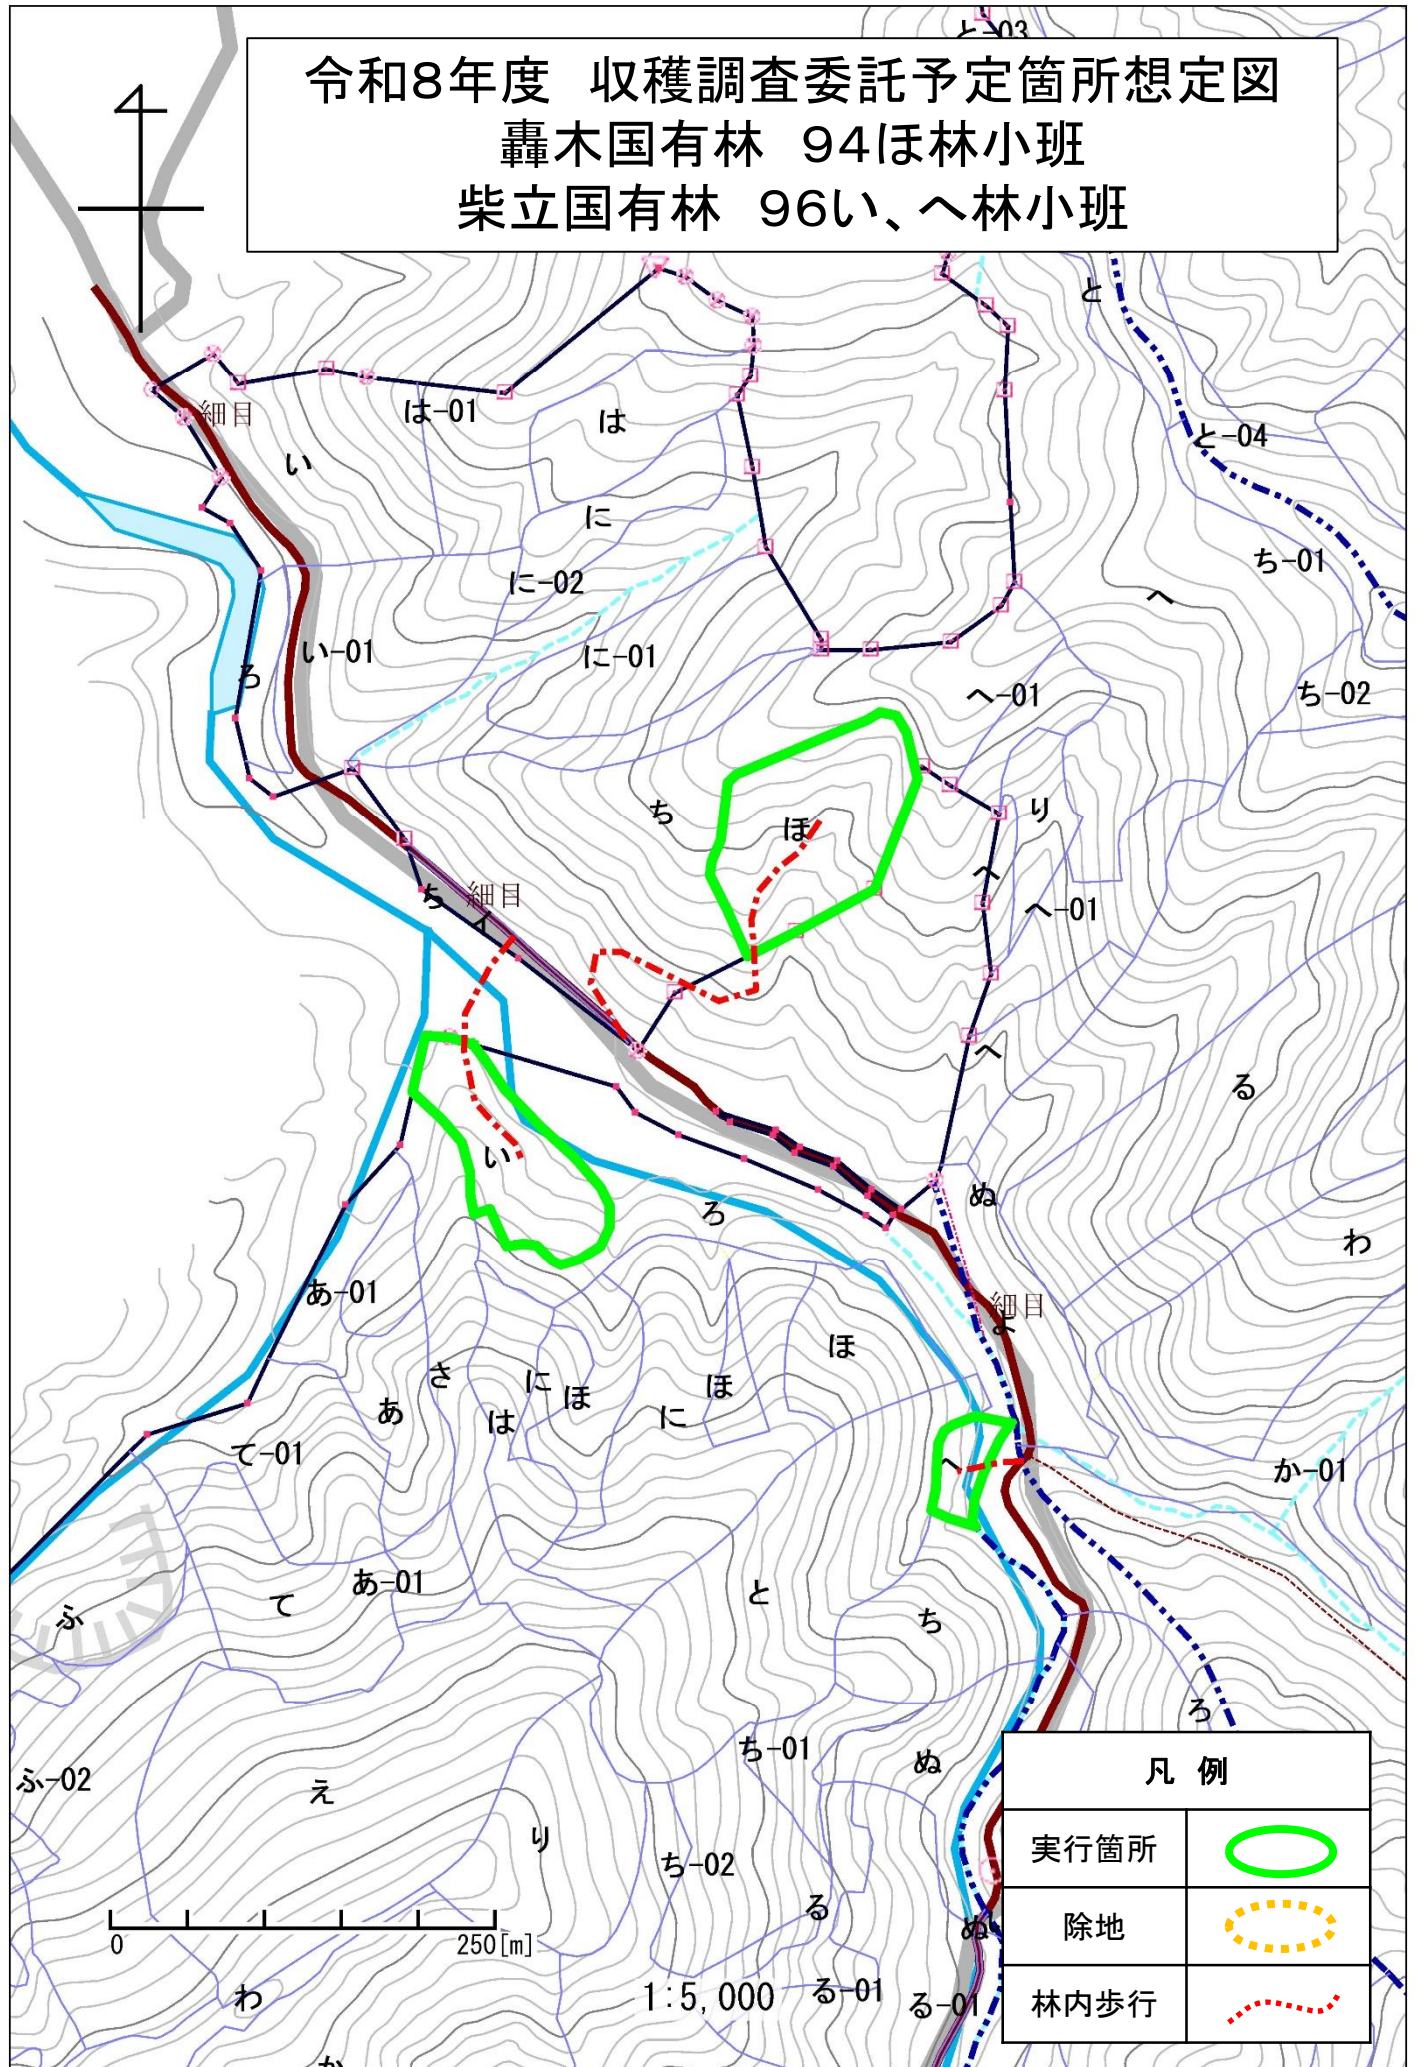 と-03
令和8年度　収穫調査委託予定箇所想定図
轟木国有林　94ほ林小班
柴立国有林　96い、へ林小班
と
細目
は-01
は
と-04
い
に
ち-01
に-02
へ
い-01
に-01
ろ
へ-01
ち-02
ち
ほ
り
へ
ち
細目
イ
へ-01
へ
る
い
ぬ
ろ
わ
あ-01
細目
よ
ほ
さ
に
ほ
ほ
あ
は
に
て-01
へ
か-01
あ-01
て
と
ち
ふ
ろ
ち-01
ぬ
ふ-02
え
り
ち-02
る
ぬ
0
250[m]
1:5,000
る-01
る-01
わ
か
凡 例
実行箇所
除地
林内歩行